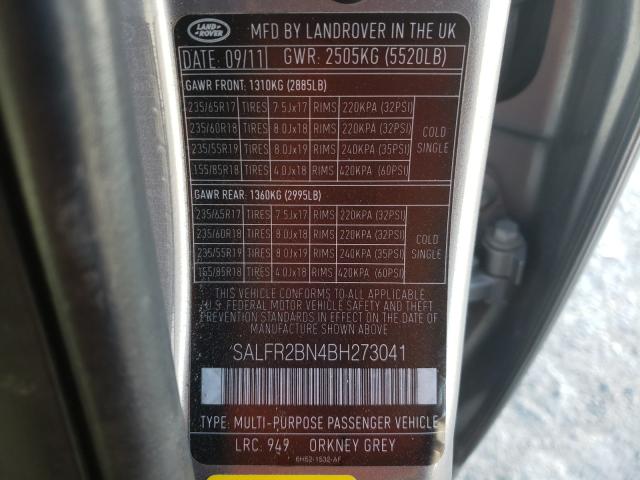 LAND ROVER
MFD BY LANDROVER IN THE UK
DATE: 09/11 GWR: 2505KG (5520LB)
GAWR FRONT: 1310KG (2885LB)
235/65R17 TIRES 7.5Jx17 RIMS 220KPA (32PSI)
235/60R18 TIRES 8.0Jx18 RIMS 220KPA (32PSI)
235/55R19 TIRES 8.0Jx19 RIMS 240KPA (35PSI)
155/85R18 TIRES 4.0Jx18 RIMS 420KPA (60PSI)
COLD
SINGLE
GAWR REAR: 1360KG (2995LB)
235/65R17 TIRES 7.5Jx17 RIMS 220KPA (32PSI)
235/60R18 TIRES 8.0Jx18 RIMS 220KPA (32PSI)
235/55R19 TIRES 8.0Jx19 RIMS 240KPA (35PSI)
155/85R18 TIRES 4.0Jx18 RIMS 420KPA (60PSI)
COLD
SINGLE
THIS VEHICLE CONFORMS TO ALL APPLICABLE
U.S. FEDERAL MOTOR VEHICLE SAFETY AND THEFT
PREVENTION STANDARDS IN EFFECT ON THE DATE
OF MANUFACTURE SHOWN ABOVE
SALFR2BN4BH273041
TYPE: MULTI-PURPOSE PASSENGER VEHICLE
LRC: 949 ORKNEY GREY
6H52-1532-AF